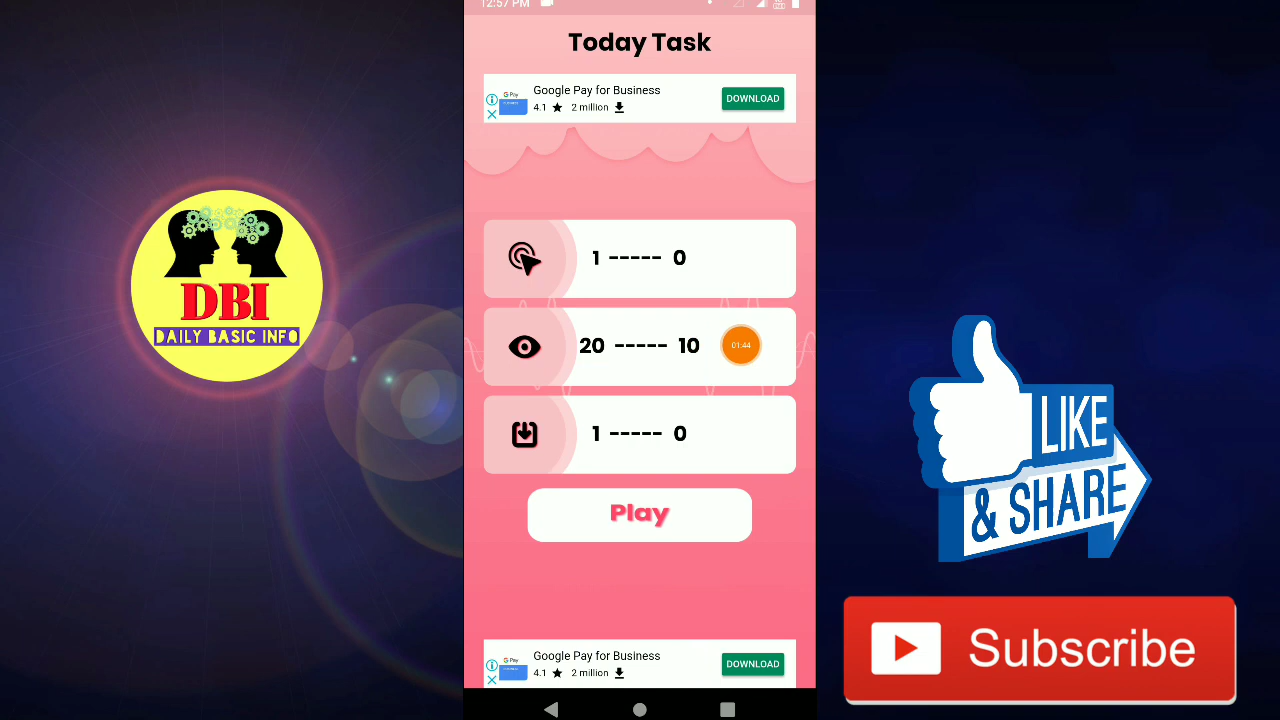 12:57 PM
Today Task
G Pay
Google Pay for Business
4.1 ★ 2 million
DOWNLOAD
1 ----- 0
20 ----- 10
01:44
1 ----- 0
Play
G Pay
Google Pay for Business
4.1 ★ 2 million
DOWNLOAD
DBI
DAILY BASIC INFO
LIKE
& SHARE
Subscribe